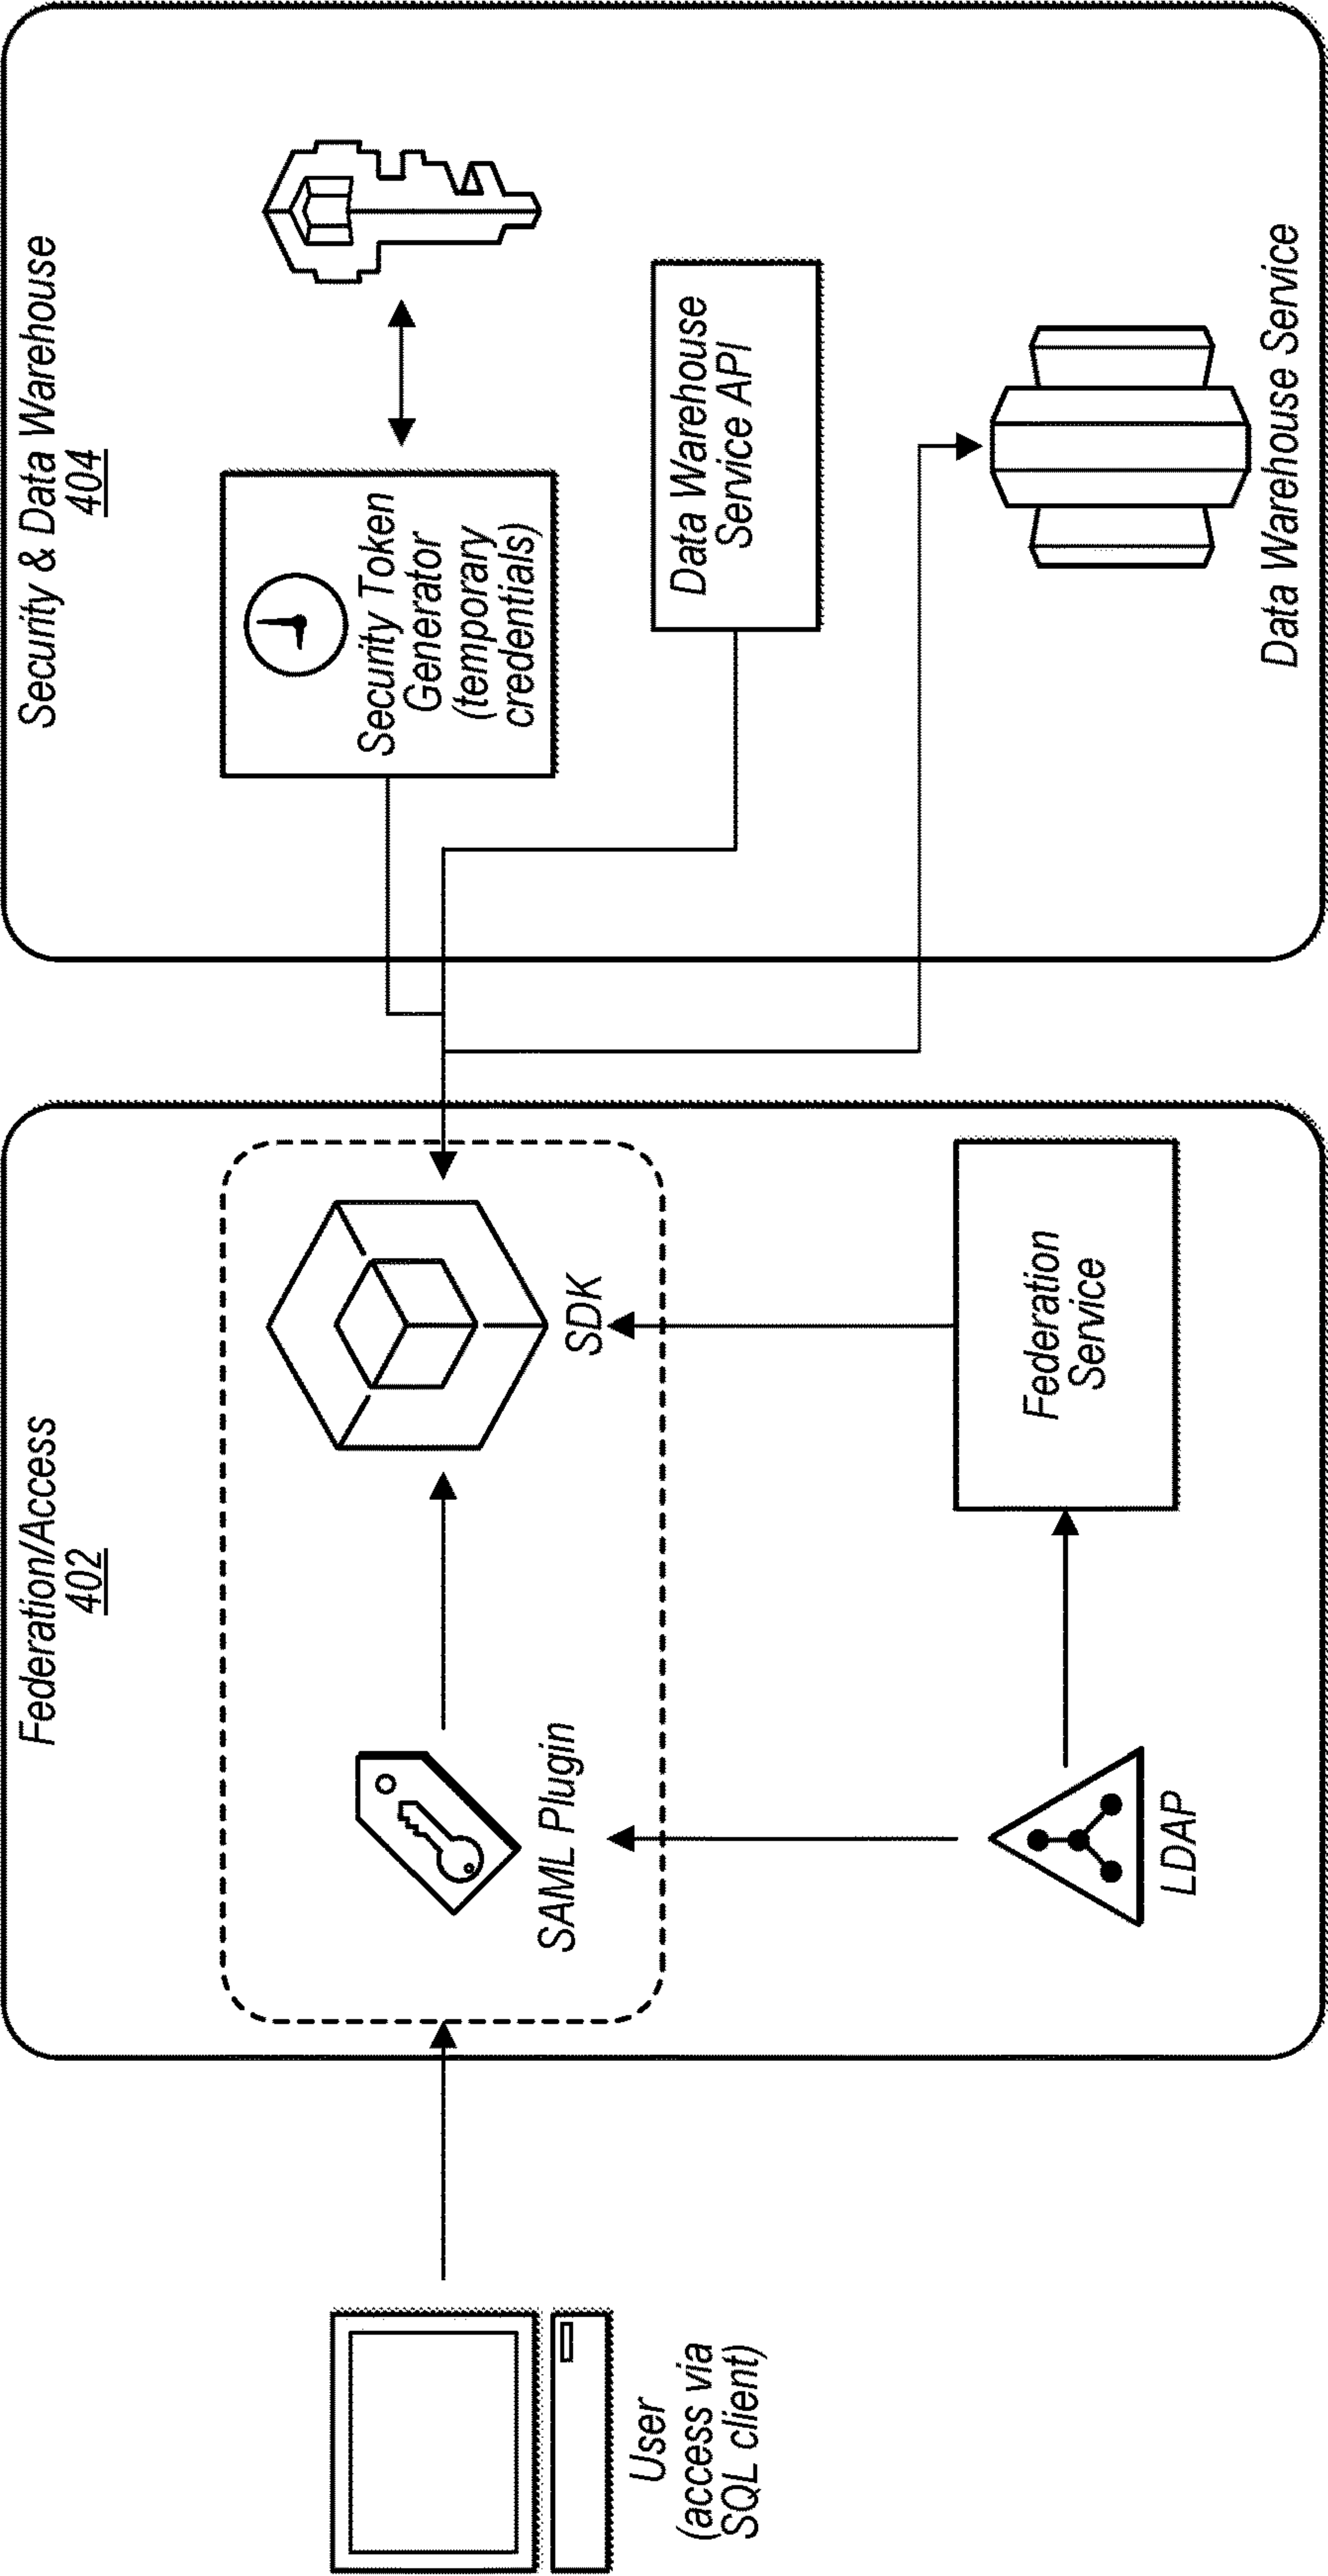 Federation/Access
402
Security & Data Warehouse
404
User
(access via
SQL client)
SAML Plugin
SDK
LDAP
Federation
Service
Security Token
Generator
(temporary
credentials)
Data Warehouse
Service API
Data Warehouse Service